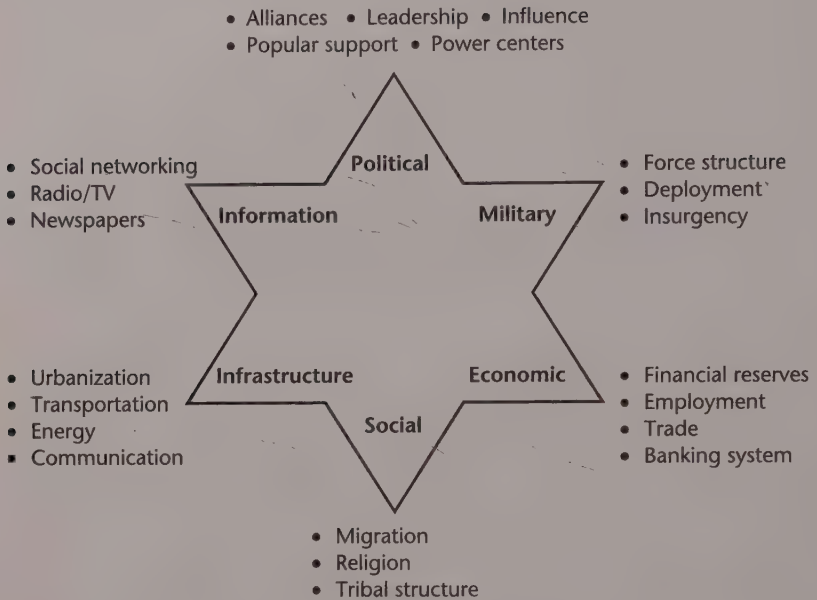 • Alliances • Leadership • Influence
• Popular support • Power centers
Political
• Social networking
• Radio/TV
• Newspapers
Information
Military
• Force structure
• Deployment
• Insurgency
• Urbanization
• Transportation
• Energy
• Communication
Infrastructure
Economic
• Financial reserves
• Employment
• Trade
• Banking system
Social
• Migration
• Religion
• Tribal structure